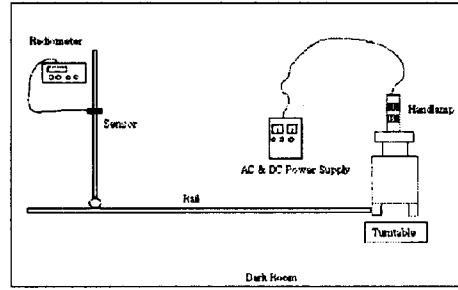 Radiometer
Sensor
Handlamp
AC & DC Power Supply
Rail
Turntable
Dark Room